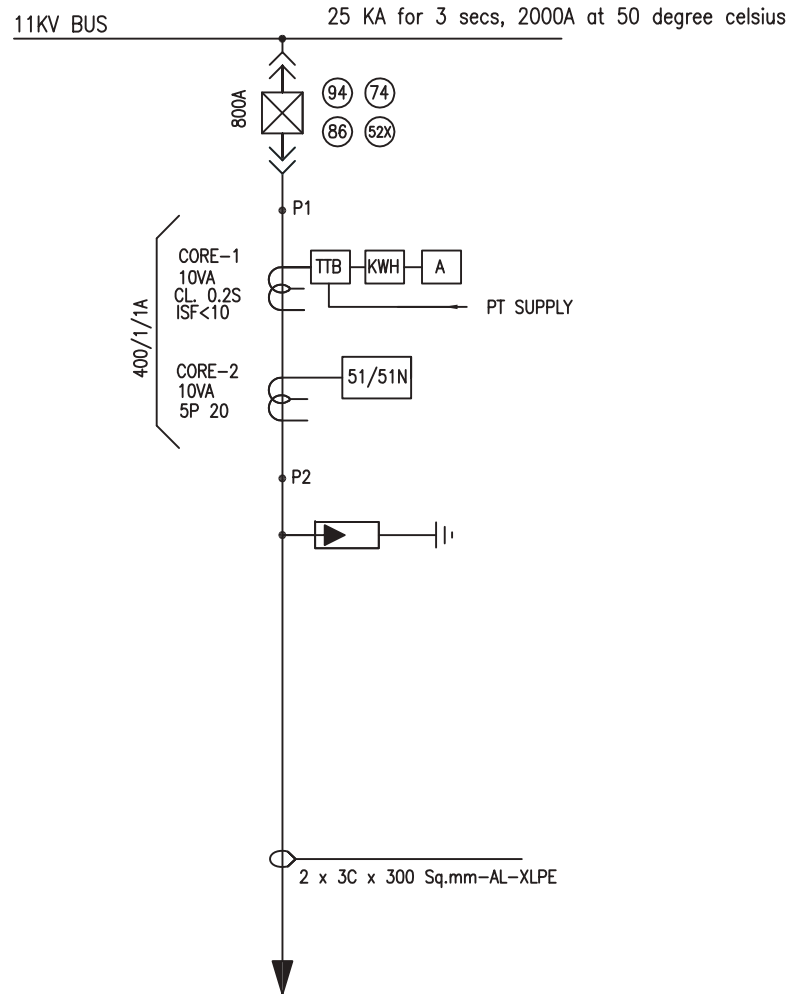 25 KA for 3 secs, 2000A at 50 degree celsius
11KV BUS
800A
94 74
86 52X
P1
400/1/1A
CORE-1
10VA
CL. 0.2S
ISF<10
TTB KWH A
PT SUPPLY
CORE-2
10VA
5P 20
51/51N
P2
2 x 3C x 300 Sq.mm-AL-XLPE